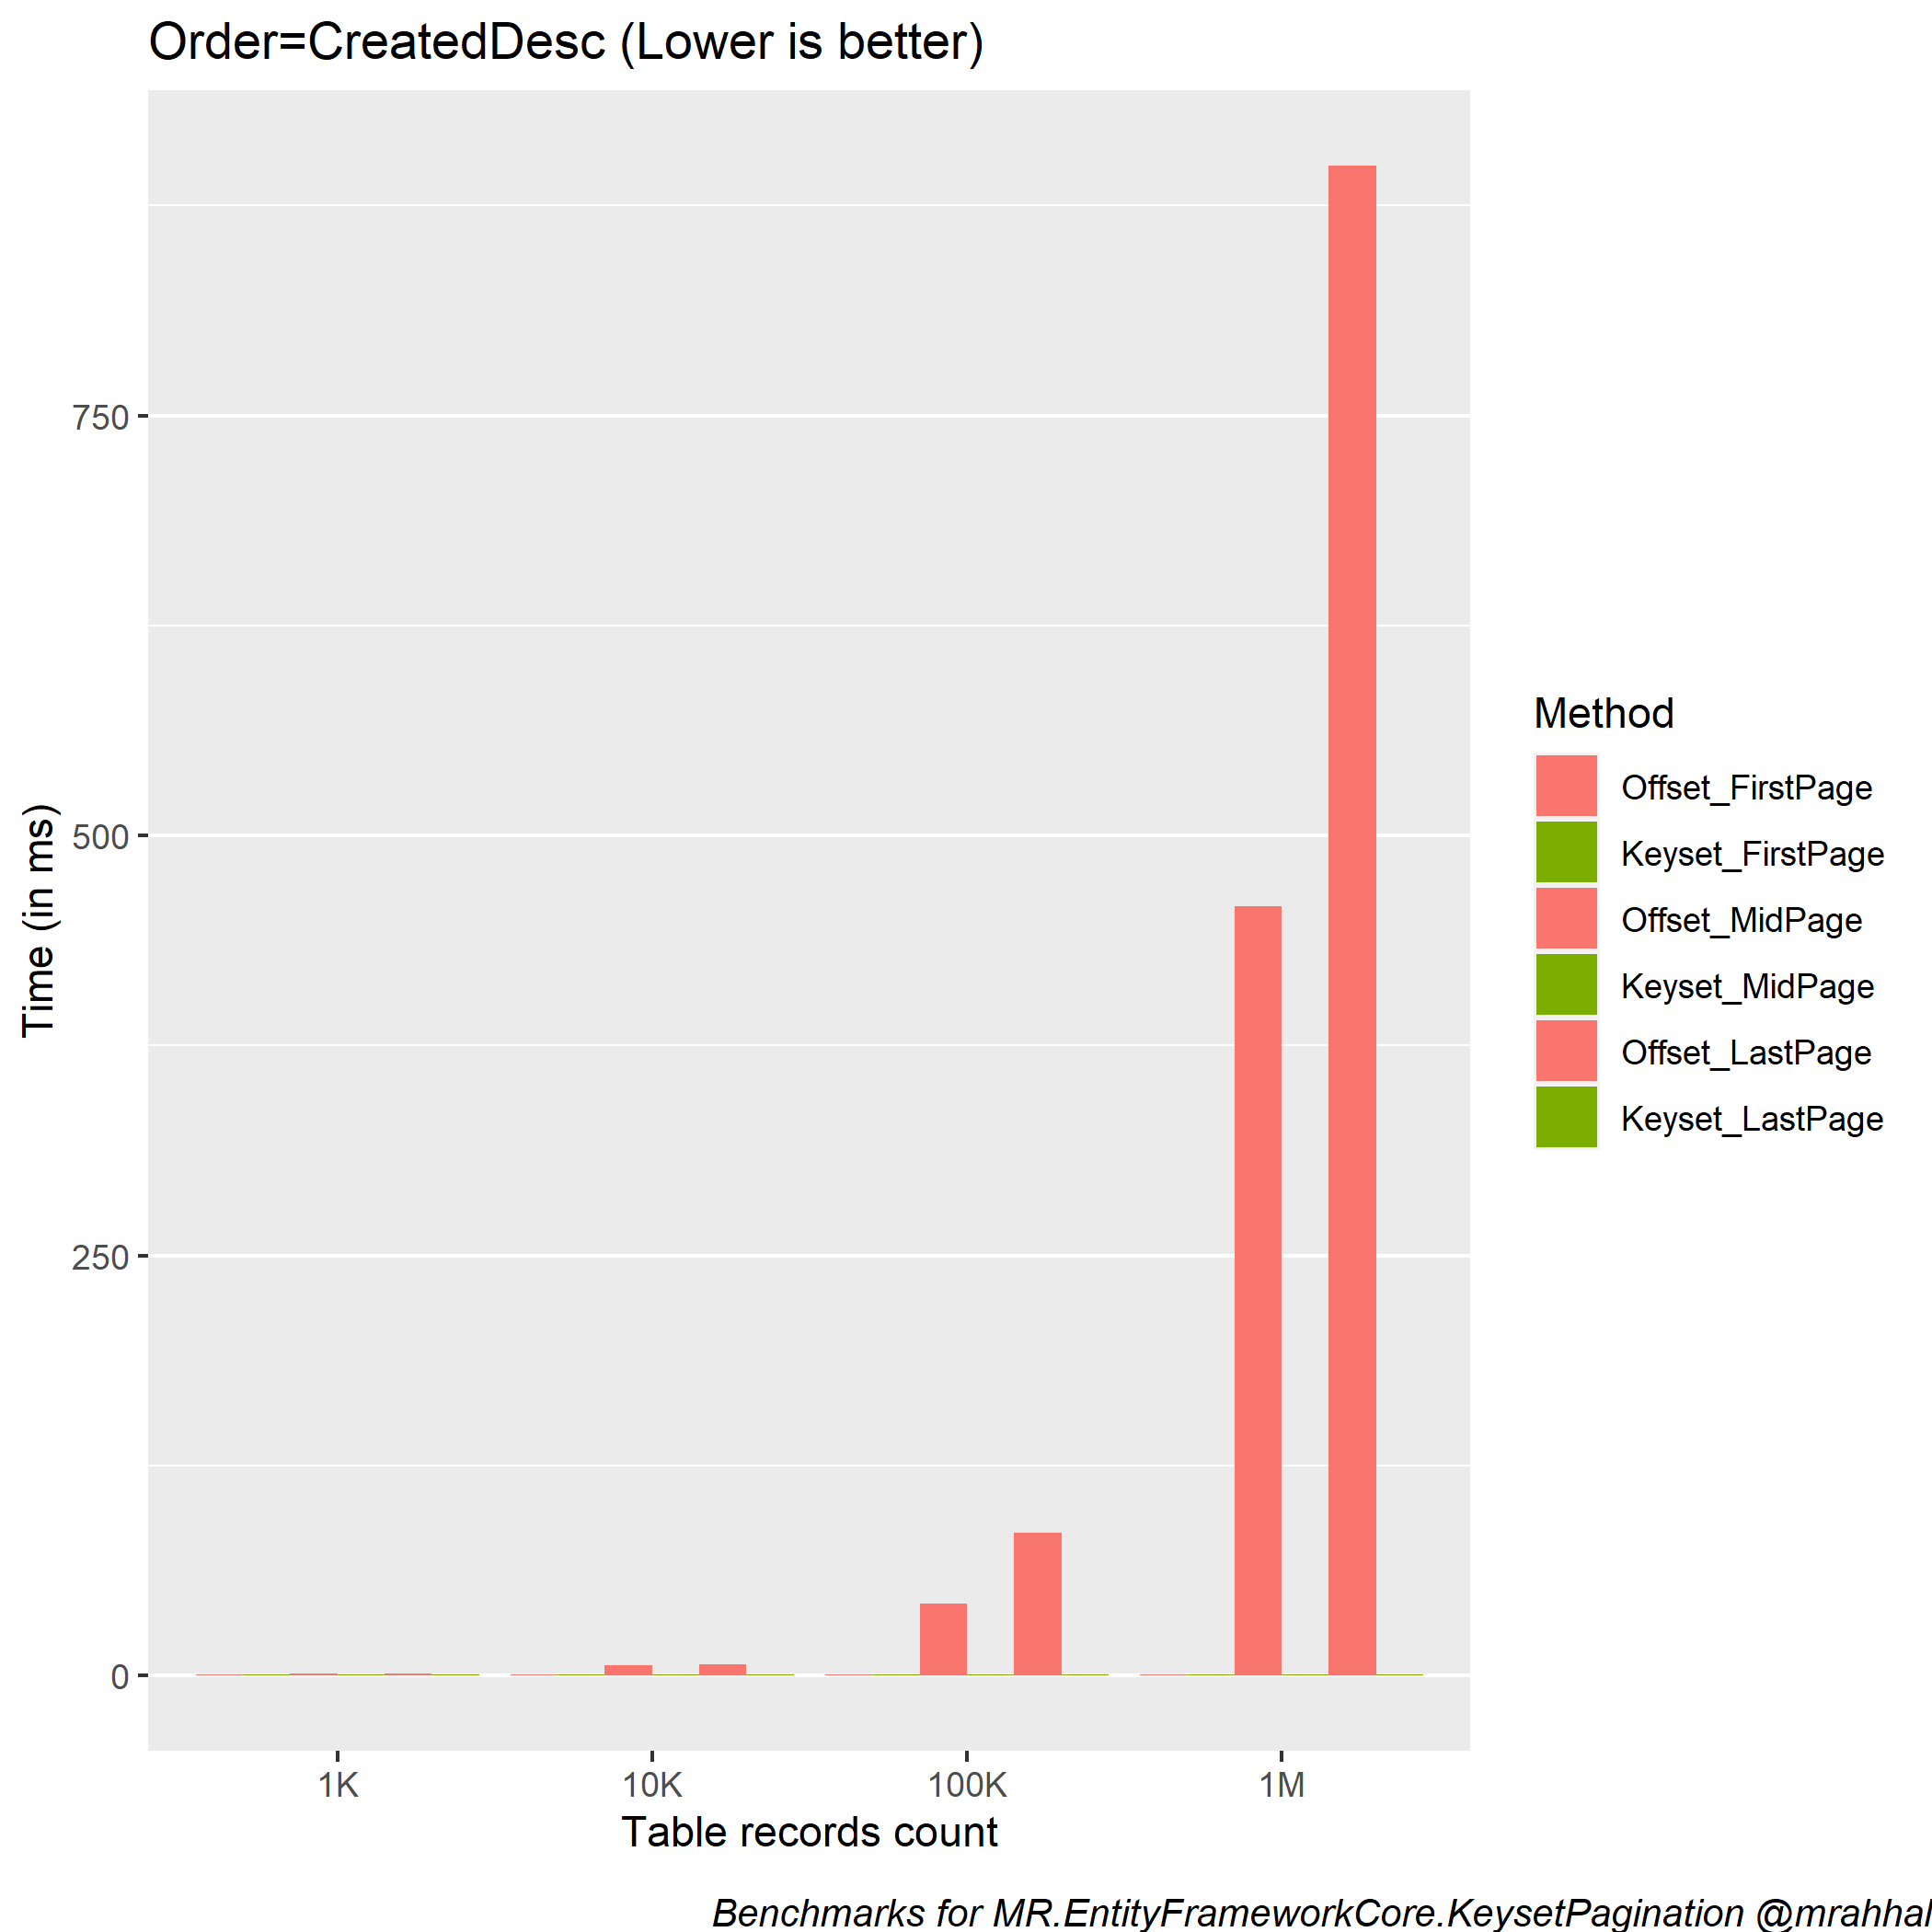 Order=CreatedDesc (Lower is better)
Time (in ms)
750
500
250
0
1K
10K
100K
1M
Table records count
Method
Offset_FirstPage
Keyset_FirstPage
Offset_MidPage
Keyset_MidPage
Offset_LastPage
Keyset_LastPage
Benchmarks for MR.EntityFrameworkCore.KeysetPagination @mrahhal